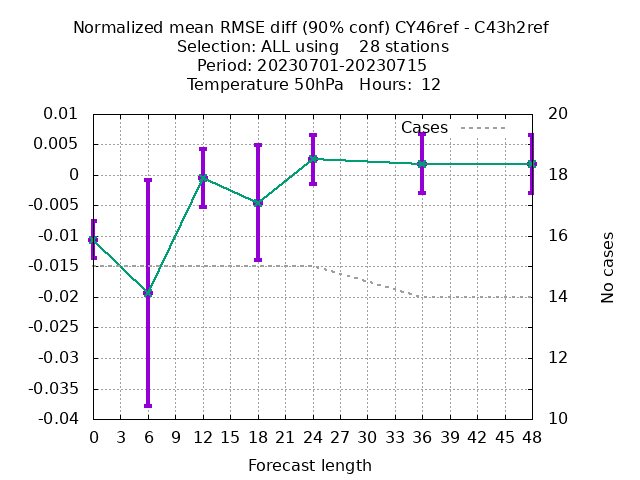 Normalized mean RMSE diff (90% conf) CY46ref - C43h2ref
Selection: ALL using    28 stations
Period: 20230701-20230715
Temperature 50hPa   Hours:  12
Cases
0.01
0.005
0
-0.005
-0.01
-0.015
-0.02
-0.025
-0.03
-0.035
-0.04
20
18
16
14
12
10
No cases
0 3 6 9 12 15 18 21 24 27 30 33 36 39 42 45 48
Forecast length